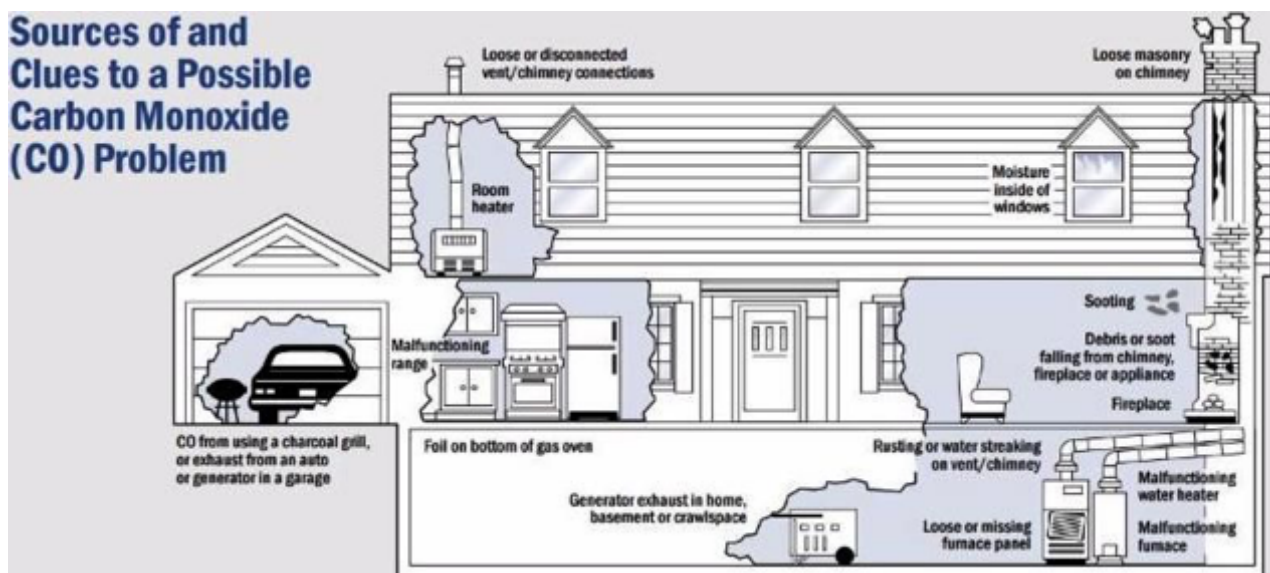 Sources of and
Clues to a Possible
Carbon Monoxide
(CO) Problem
Loose or disconnected
vent/chimney connections
Loose masonry
on chimney
Room
heater
Moisture
inside of
windows
Sooting
Malfunctioning
range
Debris or soot
falling from chimney,
fireplace or appliance
Fireplace
CO from using a charcoal grill,
or exhaust from an auto
or generator in a garage
Foil on bottom of gas oven
Rusting or water streaking
on vent/chimney
Generator exhaust in home,
basement or crawlspace
Malfunctioning
water heater
Loose or missing
furnace panel
Malfunctioning
furnace